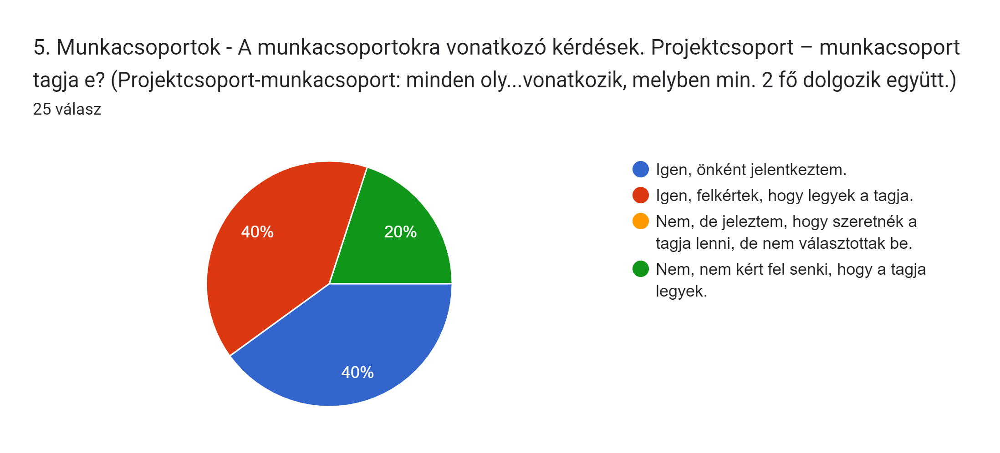 5. Munkacsoportok - A munkacsoportokra vonatkozó kérdések. Projektcsoport – munkacsoport
tagja e? (Projektcsoport-munkacsoport: minden oly...vonatkozik, melyben min. 2 fő dolgozik együtt.)
25 válasz
40%
20%
40%
Igen, önként jelentkeztem.
Igen, felkértek, hogy legyek a tagja.
Nem, de jeleztem, hogy szeretnék a
tagja lenni, de nem választottak be.
Nem, nem kért fel senki, hogy a tagja
legyek.